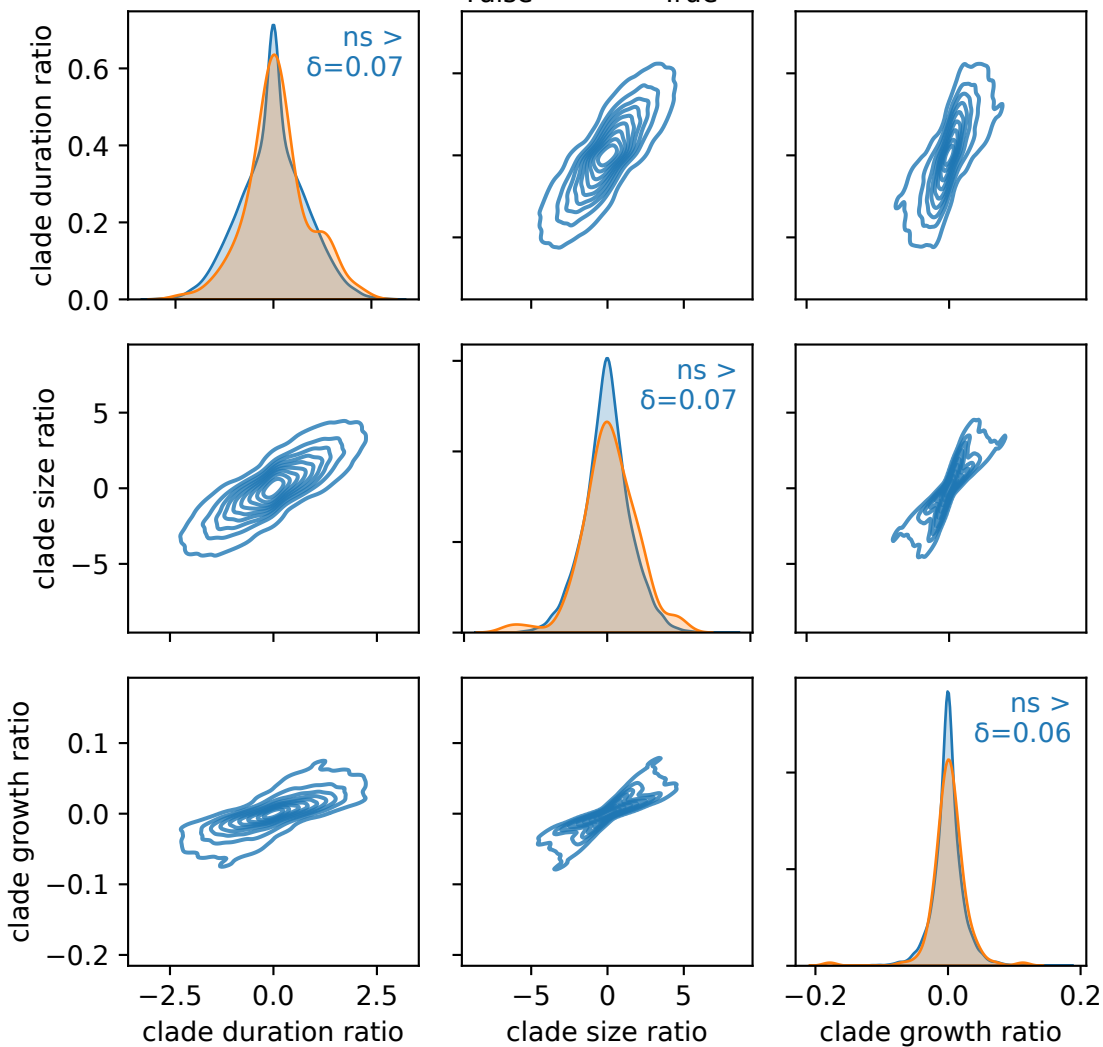 True
clade duration ratio
0.6
0.4
0.2
0.0
ns >
δ=0.07
clade size ratio
5
0
−5
ns >
δ=0.07
clade growth ratio
0.1
0.0
−0.1
−0.2
ns >
δ=0.06
−2.5 0.0 2.5
−5 0 5
−0.2 0.0 0.2
clade duration ratio
clade size ratio
clade growth ratio